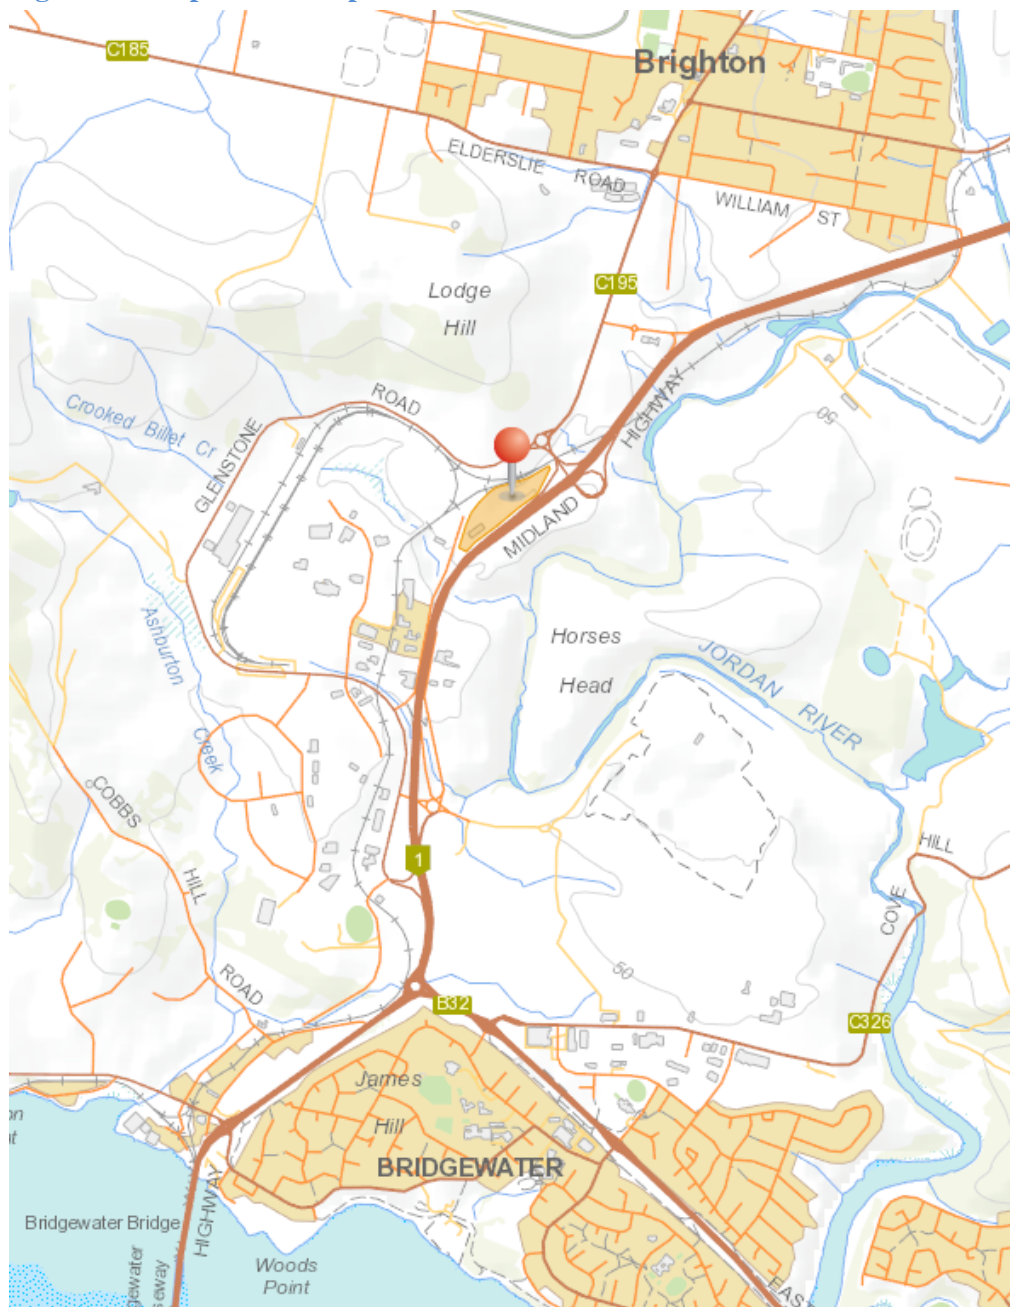 C185
Brighton
ELDERSLIE ROAD
WILLIAM ST
C195
Lodge
Hill
ROAD
GLENSTONE
Crooked Billet Cr
HIGHWAY
MIDLAND
50
Horses
Head
JORDAN RIVER
Ashburton
Creek
COBBS
HILL
ROAD
1
HILL
COVE
50
B32
C326
James
Hill
BRIDGEWATER
HIGHWAY
Bridgewater Bridge
Woods
Point
EAST